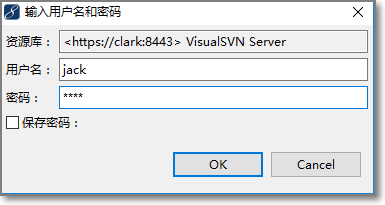 输入用户名和密码
资源库： <https://clark:8443> VisualSVN Server
用户名： jack
密码： ****
保存密码：
OK Cancel